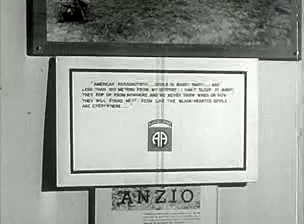 "AMERICAN PARACHUTISTS...DEVILS IN BAGGY PANTS...ARE
LESS THAN 100 METERS FROM MY OUTPOST. I CAN'T SLEEP AT NIGHT;
THEY POP UP FROM NOWHERE AND WE NEVER KNOW WHEN OR HOW
THEY WILL STRIKE NEXT. SEEMS LIKE THE BLACK-HEARTED DEVILS
ARE EVERYWHERE..."
AA
ANZIO